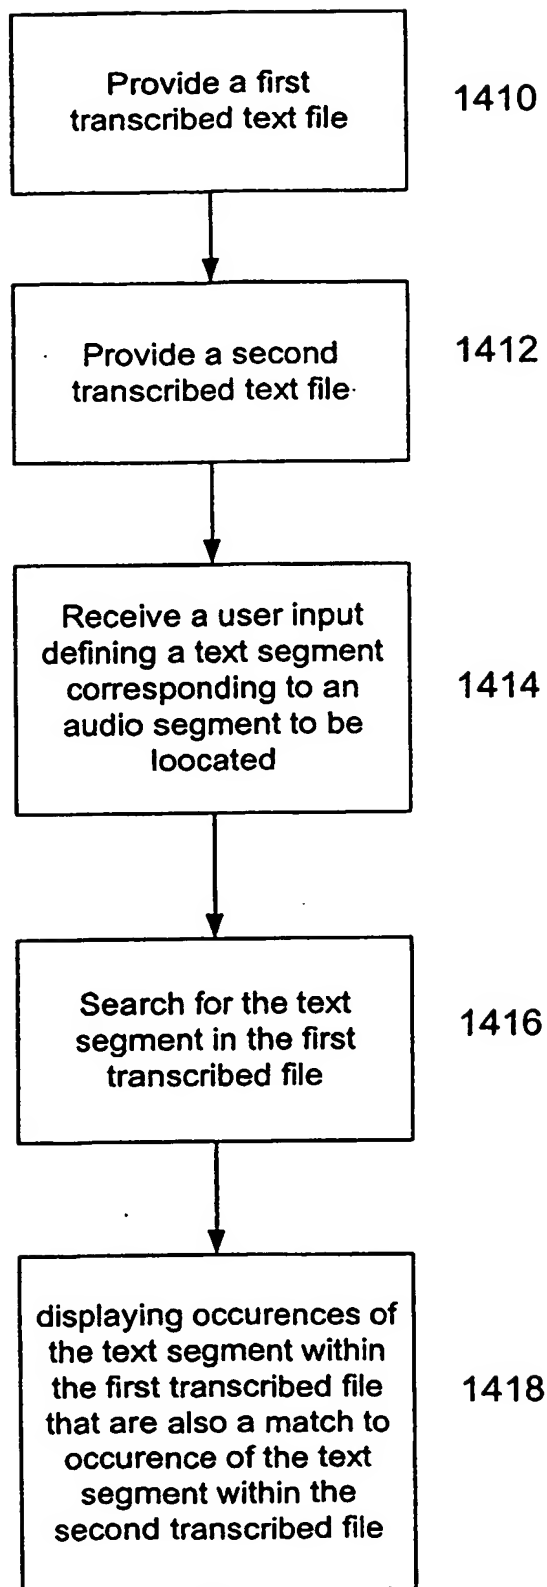 Provide a first
transcribed text file
1410
Provide a second
transcribed text file
1412
Receive a user input
defining a text segment
corresponding to an
audio segment to be
loocated
1414
Search for the text
segment in the first
transcribed file
1416
displaying occurences of
the text segment within
the first transcribed file
that are also a match to
occurence of the text
segment within the
second transcribed file
1418